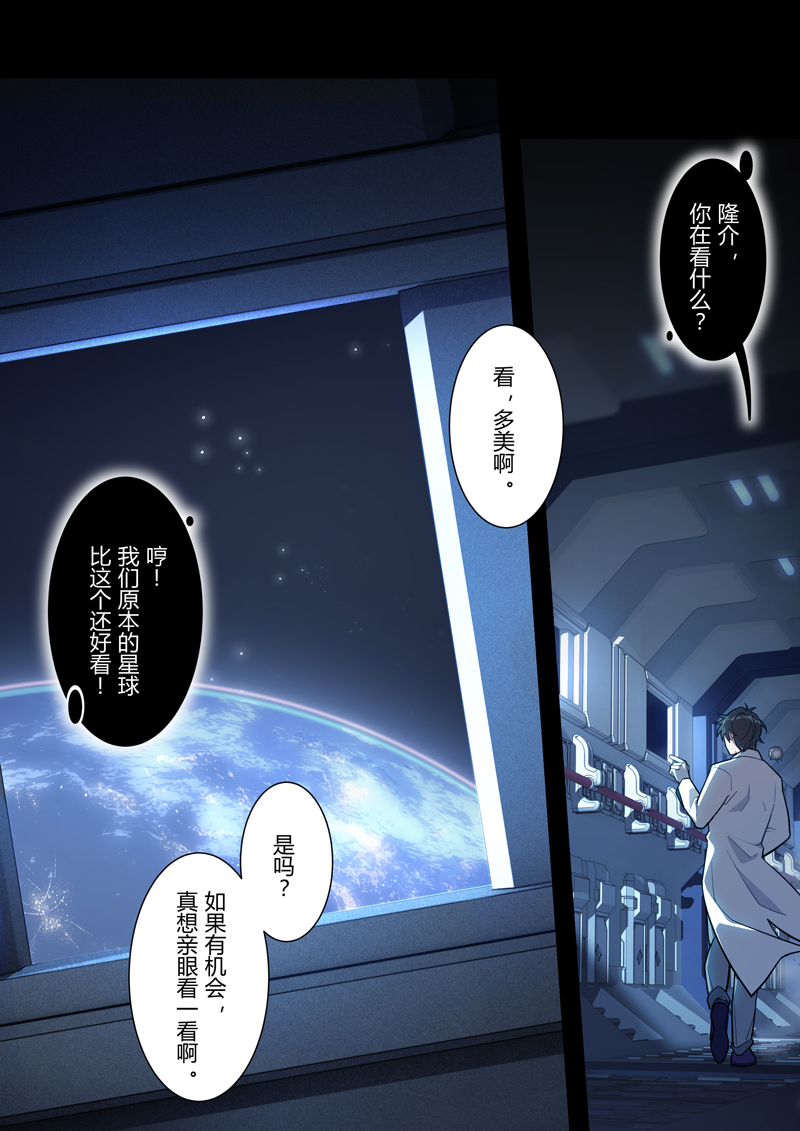 隆介，
你在看什么？
看，多美啊。
哼！
我们原本的星球
比这个还好看！
是吗？
如果有机会，
真想亲眼看一看啊。